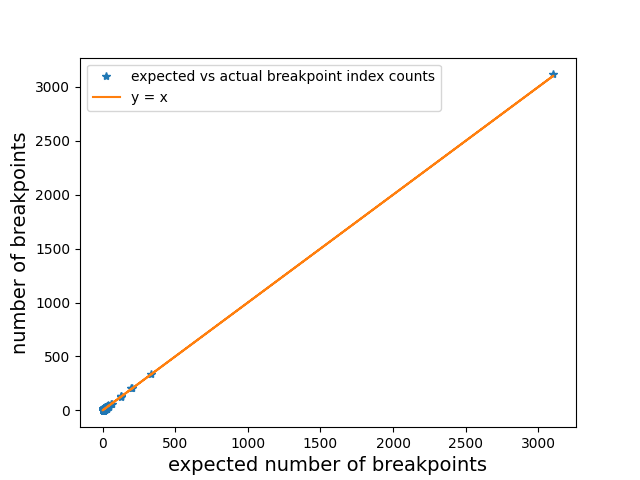 expected vs actual breakpoint index counts
y = x
3000
2500
2000
1500
1000
500
0
number of breakpoints
0 500 1000 1500 2000 2500 3000
expected number of breakpoints